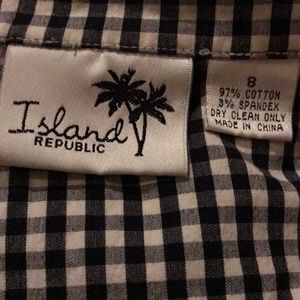 Island
REPUBLIC
8
97% COTTON
3% SPANDEX
DRY CLEAN ONLY
MADE IN CHINA